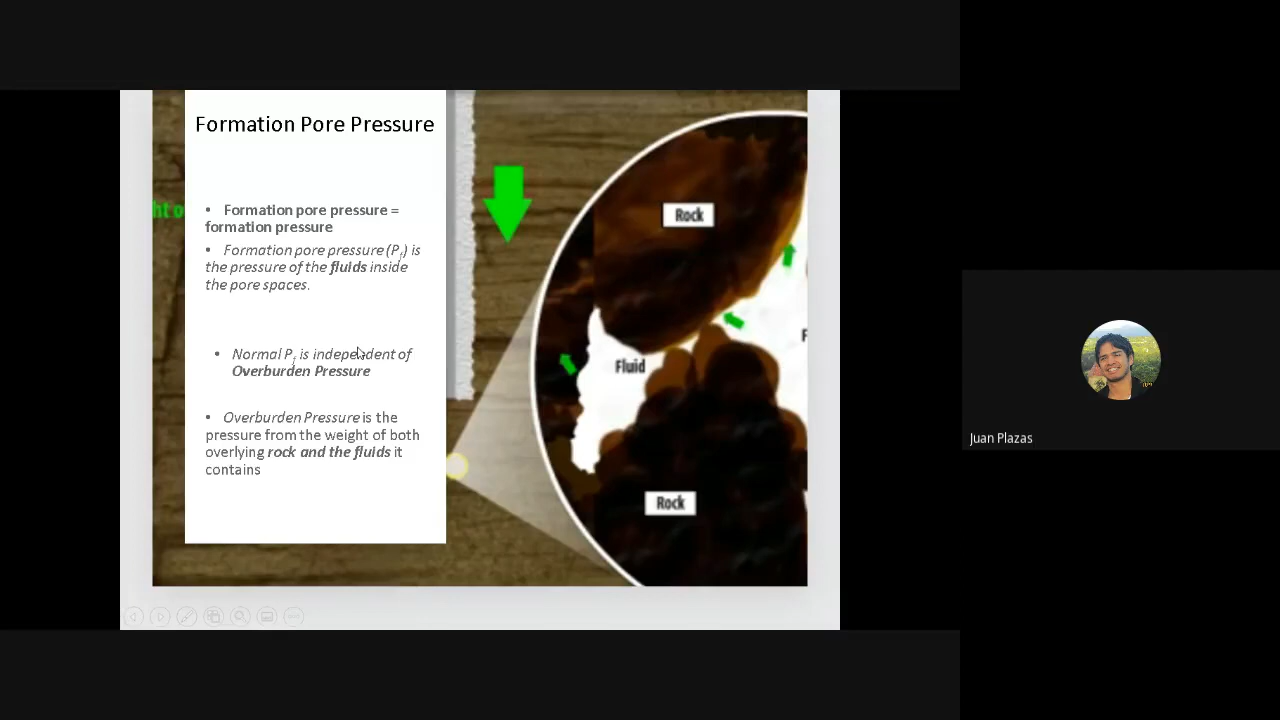 Formation Pore Pressure
• Formation pore pressure =
formation pressure
• Formation pore pressure (Pf) is
the pressure of the fluids inside
the pore spaces.
• Normal Pf is independent of
Overburden Pressure
• Overburden Pressure is the
pressure from the weight of both
overlying rock and the fluids it
contains
Rock
Fluid
Rock
Juan Plazas